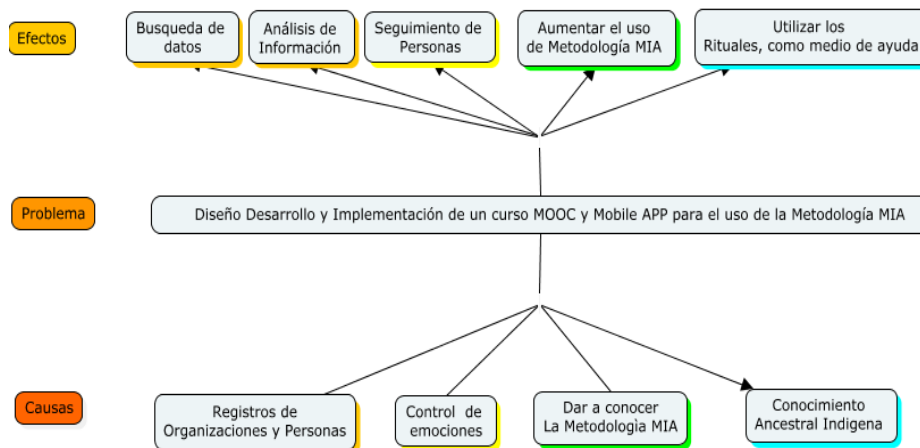 Efectos
Busqueda de
datos
Análisis de
Información
Seguimiento de
Personas
Aumentar el uso
de Metodología MIA
Utilizar los
Rituales, como medio de ayuda
Problema
Diseño Desarrollo y Implementación de un curso MOOC y Mobile APP para el uso de la Metodología MIA
Causas
Registros de
Organizaciones y Personas
Control de
emociones
Dar a conocer
La Metodologìa MIA
Conocimiento
Ancestral Indigena